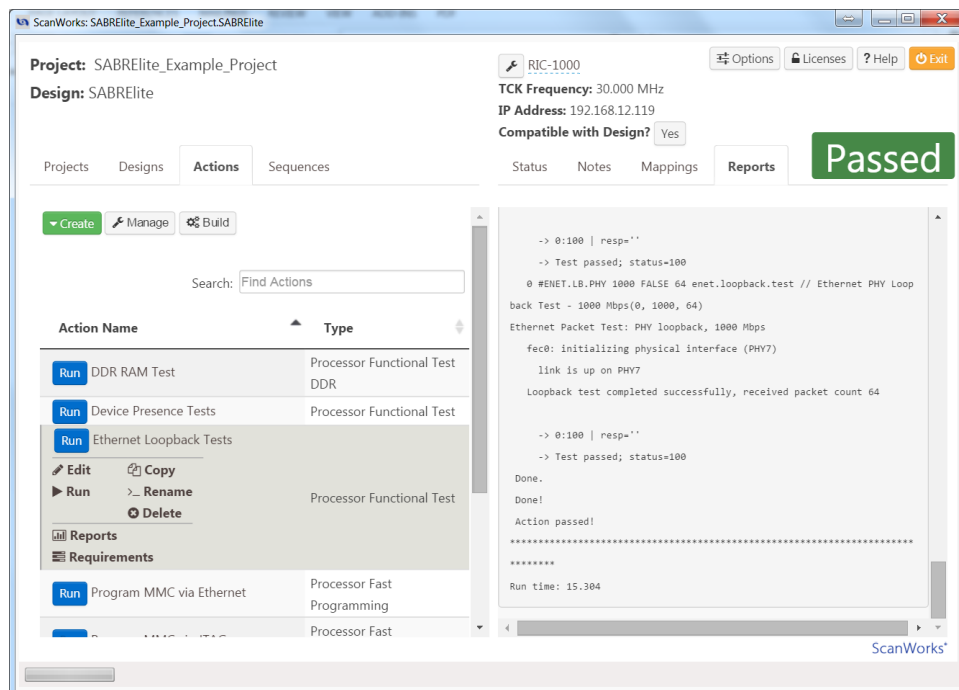 ScanWorks: SABRElite_Example_Project.SABRElite
Project: SABRElite_Example_Project
Design: SABRElite
RIC-1000
TCK Frequency: 30.000 MHz
IP Address: 192.168.12.119
Compatible with Design? Yes
Options
Licenses
? Help
Exit
Projects
Designs
Actions
Sequences
Status
Notes
Mappings
Reports
Passed
Create
Manage
Build
Search: Find Actions
Action Name
Type
Run DDR RAM Test
Processor Functional Test
DDR
Run Device Presence Tests
Processor Functional Test
Run Ethernet Loopback Tests
Edit
Copy
Run
>_ Rename
Delete
Reports
Requirements
Processor Functional Test
Run Program MMC via Ethernet
Processor Fast
Programming
Processor Fast
-> 0:100 | resp=''
-> Test passed; status=100
0 #ENET.LB.PHY 1000 FALSE 64 enet.loopback.test // Ethernet PHY Loop
back Test - 1000 Mbps(0, 1000, 64)
Ethernet Packet Test: PHY loopback, 1000 Mbps
fec0: initializing physical interface (PHY7)
link is up on PHY7
Loopback test completed successfully, received packet count 64
-> 0:100 | resp=''
-> Test passed; status=100
Done.
Done!
Action passed!
***********************************************************************
********
Run time: 15.304
ScanWorks*